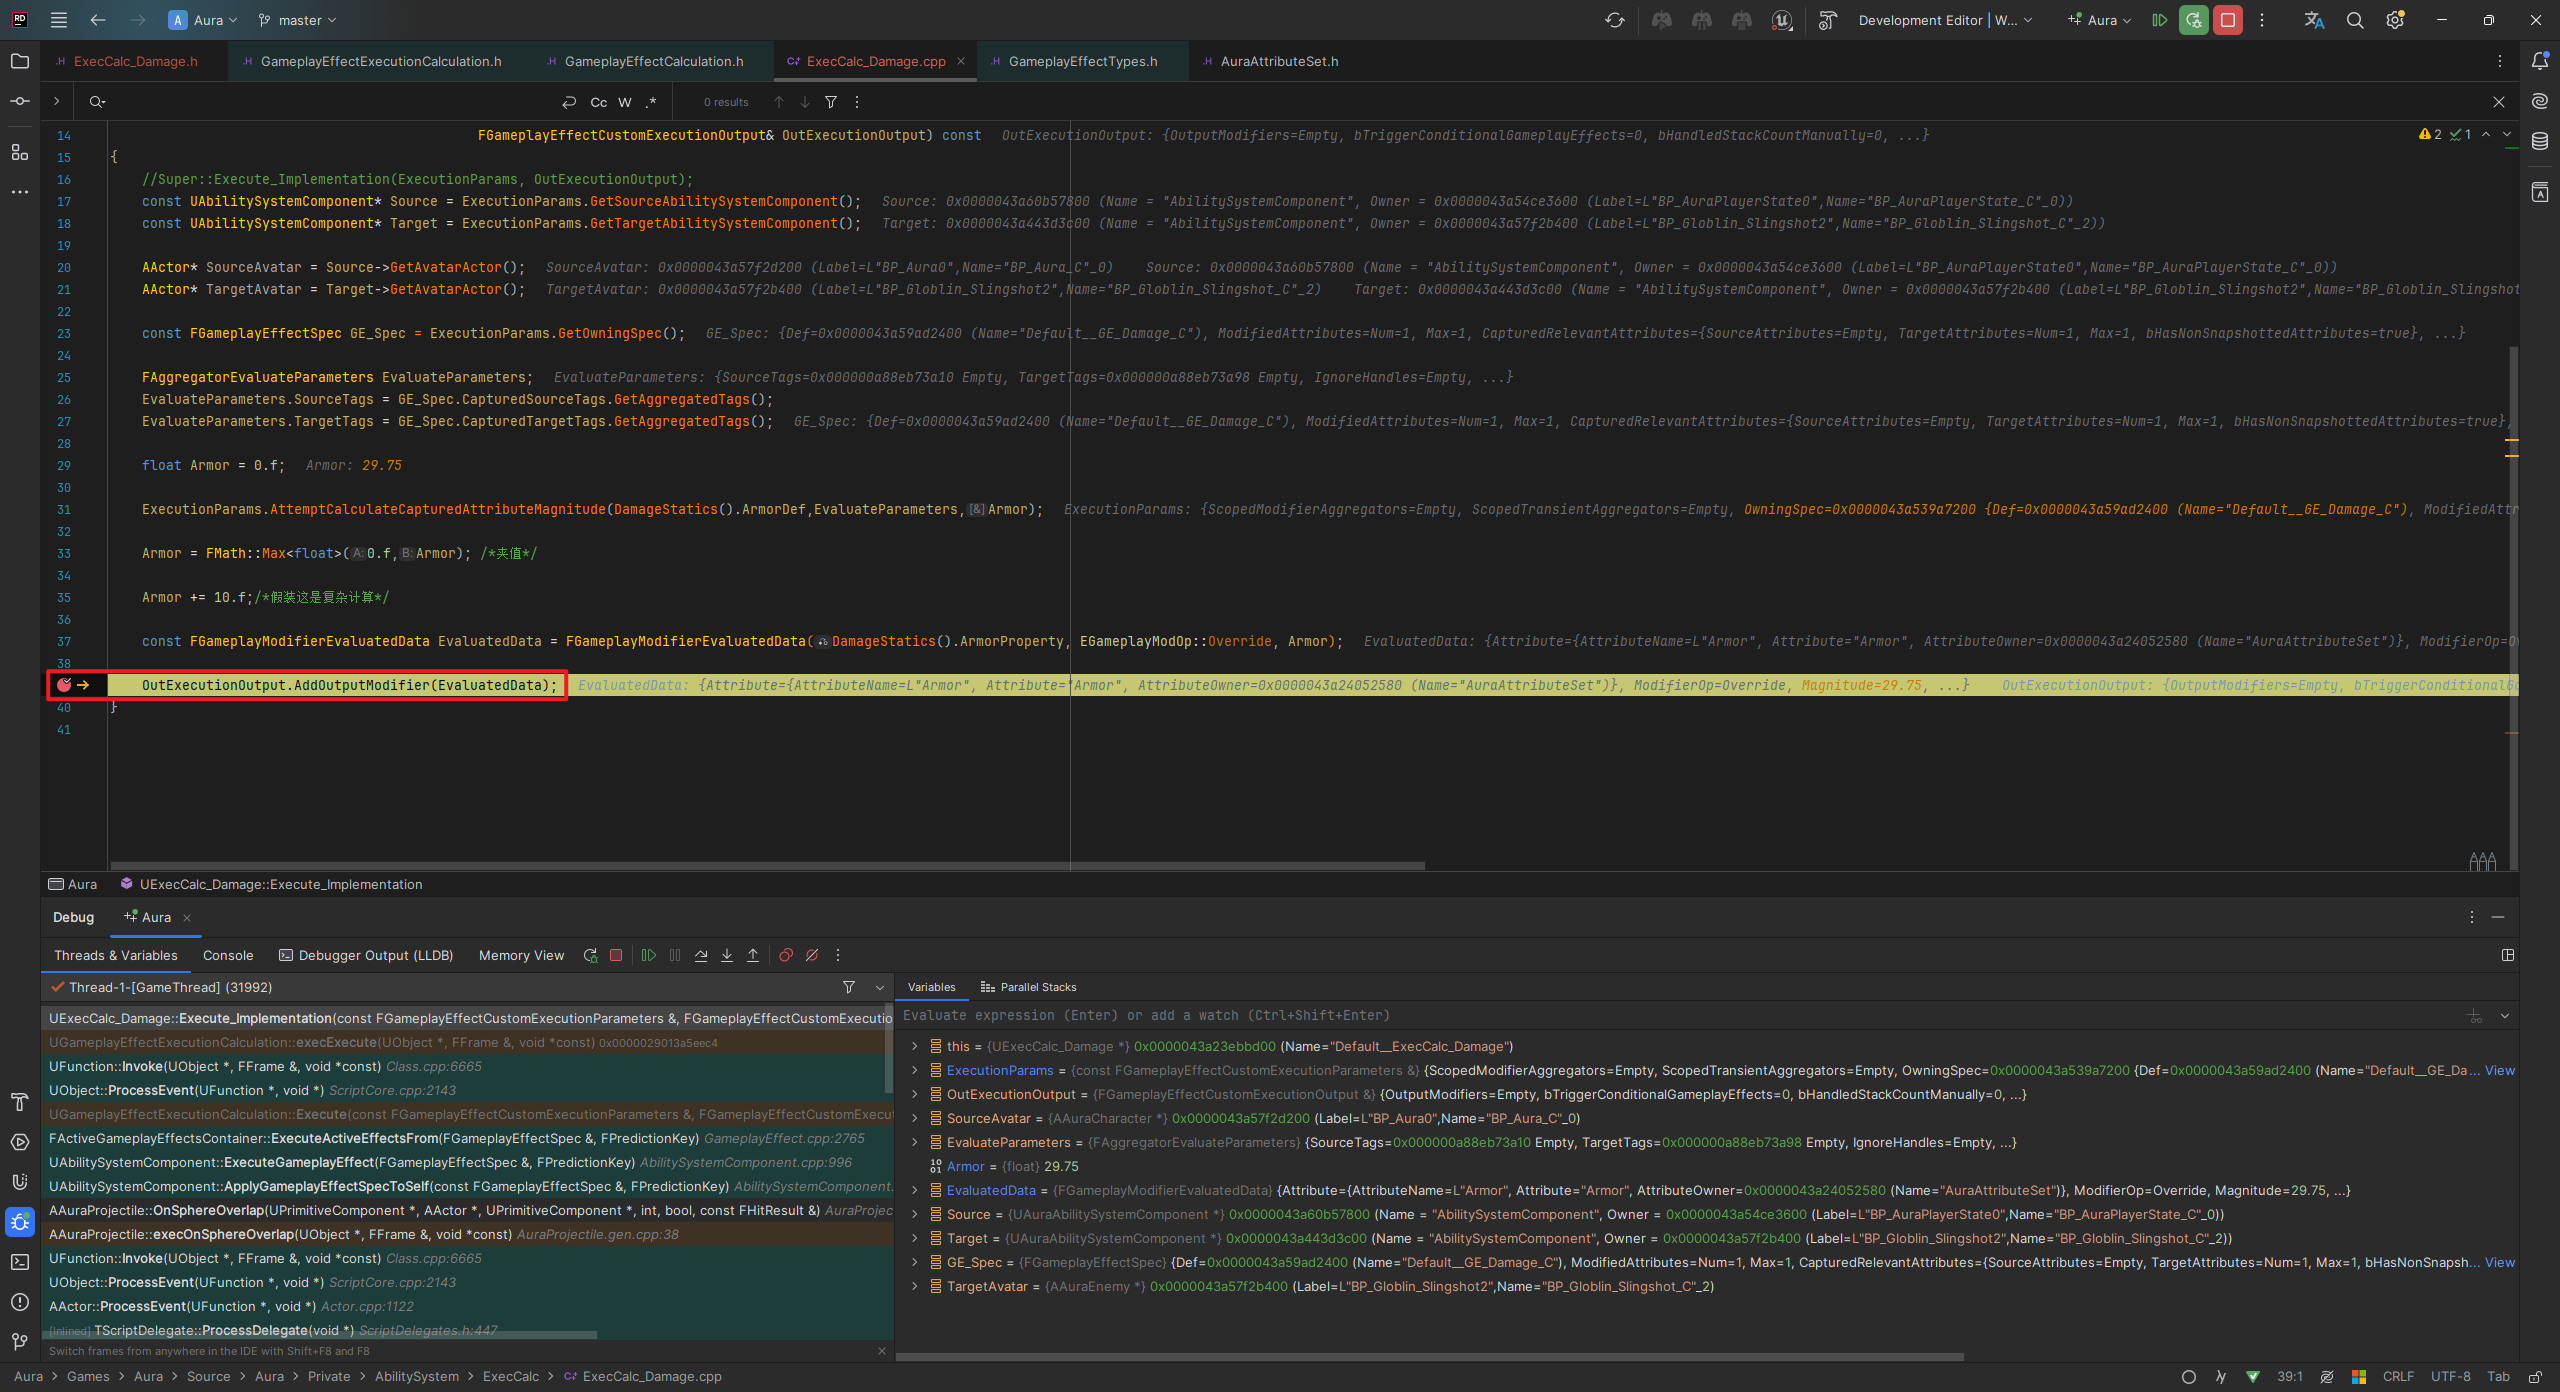 Aura
master
Development Editor | W...
Aura
ExecCalc_Damage.h
GameplayEffectExecutionCalculation.h
GameplayEffectCalculation.h
ExecCalc_Damage.cpp
GameplayEffectTypes.h
AuraAttributeSet.h
Cc W .* 0 results
14 FGameplayEffectCustomExecutionOutput& OutExecutionOutput) const OutExecutionOutput: {OutputModifiers=Empty, bTriggerConditionalGameplayEffects=0, bHandledStackCountManually=0, ...}
2 1
15 {
16 //Super::Execute_Implementation(ExecutionParams, OutExecutionOutput);
17 const UAbilitySystemComponent* Source = ExecutionParams.GetSourceAbilitySystemComponent(); Source: 0x0000043a60b57800 (Name = "AbilitySystemComponent", Owner = 0x0000043a54ce3600 (Label=L"BP_AuraPlayerState0",Name="BP_AuraPlayerState_C"_0))
18 const UAbilitySystemComponent* Target = ExecutionParams.GetTargetAbilitySystemComponent(); Target: 0x0000043a443d3c00 (Name = "AbilitySystemComponent", Owner = 0x0000043a57f2b400 (Label=L"BP_Globlin_Slingshot2",Name="BP_Globlin_Slingshot_C"_2))
19
20 AActor* SourceAvatar = Source->GetAvatarActor(); SourceAvatar: 0x0000043a57f2d200 (Label=L"BP_Aura0",Name="BP_Aura_C"_0) Source: 0x0000043a60b57800 (Name = "AbilitySystemComponent", Owner = 0x0000043a54ce3600 (Label=L"BP_AuraPlayerState0",Name="BP_AuraPlayerState_C"_0))
21 AActor* TargetAvatar = Target->GetAvatarActor(); TargetAvatar: 0x0000043a57f2b400 (Label=L"BP_Globlin_Slingshot2",Name="BP_Globlin_Slingshot_C"_2) Target: 0x0000043a443d3c00 (Name = "AbilitySystemComponent", Owner = 0x0000043a57f2b400 (Label=L"BP_Globlin_Slingshot2",Name="BP_Globlin_Slingshot
22
23 const FGameplayEffectSpec GE_Spec = ExecutionParams.GetOwningSpec(); GE_Spec: {Def=0x0000043a59ad2400 (Name="Default__GE_Damage_C"), ModifiedAttributes=Num=1, Max=1, CapturedRelevantAttributes={SourceAttributes=Empty, TargetAttributes=Num=1, Max=1, bHasNonSnapshottedAttributes=true}, ...}
24
25 FAggregatorEvaluateParameters EvaluateParameters; EvaluateParameters: {SourceTags=0x000000a88eb73a10 Empty, TargetTags=0x000000a88eb73a98 Empty, IgnoreHandles=Empty, ...}
26 EvaluateParameters.SourceTags = GE_Spec.CapturedSourceTags.GetAggregatedTags();
27 EvaluateParameters.TargetTags = GE_Spec.CapturedTargetTags.GetAggregatedTags(); GE_Spec: {Def=0x0000043a59ad2400 (Name="Default__GE_Damage_C"), ModifiedAttributes=Num=1, Max=1, CapturedRelevantAttributes={SourceAttributes=Empty, TargetAttributes=Num=1, Max=1, bHasNonSnapshottedAttributes=true},
28
29 float Armor = 0.f; Armor: 29.75
30
31 ExecutionParams.AttemptCalculateCapturedAttributeMagnitude(DamageStatics().ArmorDef,EvaluateParameters,[&]Armor); ExecutionParams: {ScopedModifierAggregators=Empty, ScopedTransientAggregators=Empty, OwningSpec=0x0000043a539a7200 {Def=0x0000043a59ad2400 (Name="Default__GE_Damage_C"), ModifiedAttr
32
33 Armor = FMath::Max<float>(A:0.f,B:Armor); /*夹值*/
34
35 Armor += 10.f;/*假装这是复杂计算*/
36
37 const FGameplayModifierEvaluatedData EvaluatedData = FGameplayModifierEvaluatedData(DamageStatics().ArmorProperty, EGameplayModOp::Override, Armor); EvaluatedData: {Attribute={AttributeName=L"Armor", Attribute="Armor", AttributeOwner=0x0000043a24052580 (Name="AuraAttributeSet")}, ModifierOp=Ov
38
OutExecutionOutput.AddOutputModifier(EvaluatedData); EvaluatedData: {Attribute={AttributeName=L"Armor", Attribute="Armor", AttributeOwner=0x0000043a24052580 (Name="AuraAttributeSet")}, ModifierOp=Override, Magnitude=29.75, ...} OutExecutionOutput: {OutputModifiers=Empty, bTriggerConditionalGa
40 }
41
Aura UExecCalc_Damage::Execute_Implementation
Debug Aura
Threads & Variables Console Debugger Output (LLDB) Memory View
Thread-1-[GameThread] (31992)
UExecCalc_Damage::Execute_Implementation(const FGameplayEffectCustomExecutionParameters &, FGameplayEffectCustomExecutio
UGameplayEffectExecutionCalculation::execExecute(UObject *, FFrame &, void *const) 0x0000029013a5eec4
UFunction::Invoke(UObject *, FFrame &, void *const) Class.cpp:6665
UObject::ProcessEvent(UFunction *, void *) ScriptCore.cpp:2143
UGameplayEffectExecutionCalculation::Execute(const FGameplayEffectCustomExecutionParameters &, FGameplayEffectCustomExecut
FActiveGameplayEffectsContainer::ExecuteActiveEffectsFrom(FGameplayEffectSpec &, FPredictionKey) GameplayEffect.cpp:2765
UAbilitySystemComponent::ExecuteGameplayEffect(FGameplayEffectSpec &, FPredictionKey) AbilitySystemComponent.cpp:996
UAbilitySystemComponent::ApplyGameplayEffectSpecToSelf(const FGameplayEffectSpec &, FPredictionKey) AbilitySystemComponent.
AAuraProjectile::OnSphereOverlap(UPrimitiveComponent *, AActor *, UPrimitiveComponent *, int, bool, const FHitResult &) AuraProjec
AAuraProjectile::execOnSphereOverlap(UObject *, FFrame &, void *const) AuraProjectile.gen.cpp:38
UFunction::Invoke(UObject *, FFrame &, void *const) Class.cpp:6665
UObject::ProcessEvent(UFunction *, void *) ScriptCore.cpp:2143
AActor::ProcessEvent(UFunction *, void *) Actor.cpp:1122
[Inlined] TScriptDelegate::ProcessDelegate(void *) ScriptDelegates.h:447
Switch frames from anywhere in the IDE with Shift+F8 and F8
Variables Parallel Stacks
Evaluate expression (Enter) or add a watch (Ctrl+Shift+Enter)
this = {UExecCalc_Damage *} 0x0000043a23ebbd00 (Name="Default__ExecCalc_Damage")
ExecutionParams = {const FGameplayEffectCustomExecutionParameters &} {ScopedModifierAggregators=Empty, ScopedTransientAggregators=Empty, OwningSpec=0x0000043a539a7200 {Def=0x0000043a59ad2400 (Name="Default__GE_Da... View
OutExecutionOutput = {FGameplayEffectCustomExecutionOutput &} {OutputModifiers=Empty, bTriggerConditionalGameplayEffects=0, bHandledStackCountManually=0, ...}
SourceAvatar = {AAuraCharacter *} 0x0000043a57f2d200 (Label=L"BP_Aura0",Name="BP_Aura_C"_0)
EvaluateParameters = {FAggregatorEvaluateParameters} {SourceTags=0x000000a88eb73a10 Empty, TargetTags=0x000000a88eb73a98 Empty, IgnoreHandles=Empty, ...}
Armor = {float} 29.75
EvaluatedData = {FGameplayModifierEvaluatedData} {Attribute={AttributeName=L"Armor", Attribute="Armor", AttributeOwner=0x0000043a24052580 (Name="AuraAttributeSet")}, ModifierOp=Override, Magnitude=29.75, ...}
Source = {UAuraAbilitySystemComponent *} 0x0000043a60b57800 (Name = "AbilitySystemComponent", Owner = 0x0000043a54ce3600 (Label=L"BP_AuraPlayerState0",Name="BP_AuraPlayerState_C"_0))
Target = {UAuraAbilitySystemComponent *} 0x0000043a443d3c00 (Name = "AbilitySystemComponent", Owner = 0x0000043a57f2b400 (Label=L"BP_Globlin_Slingshot2",Name="BP_Globlin_Slingshot_C"_2))
GE_Spec = {FGameplayEffectSpec} {Def=0x0000043a59ad2400 (Name="Default__GE_Damage_C"), ModifiedAttributes=Num=1, Max=1, CapturedRelevantAttributes={SourceAttributes=Empty, TargetAttributes=Num=1, Max=1, bHasNonSnapsh... View
TargetAvatar = {AAuraEnemy *} 0x0000043a57f2b400 (Label=L"BP_Globlin_Slingshot2",Name="BP_Globlin_Slingshot_C"_2)
Aura > Games > Aura > Source > Aura > Private > AbilitySystem > ExecCalc > ExecCalc_Damage.cpp
39:1 CRLF UTF-8 Tab